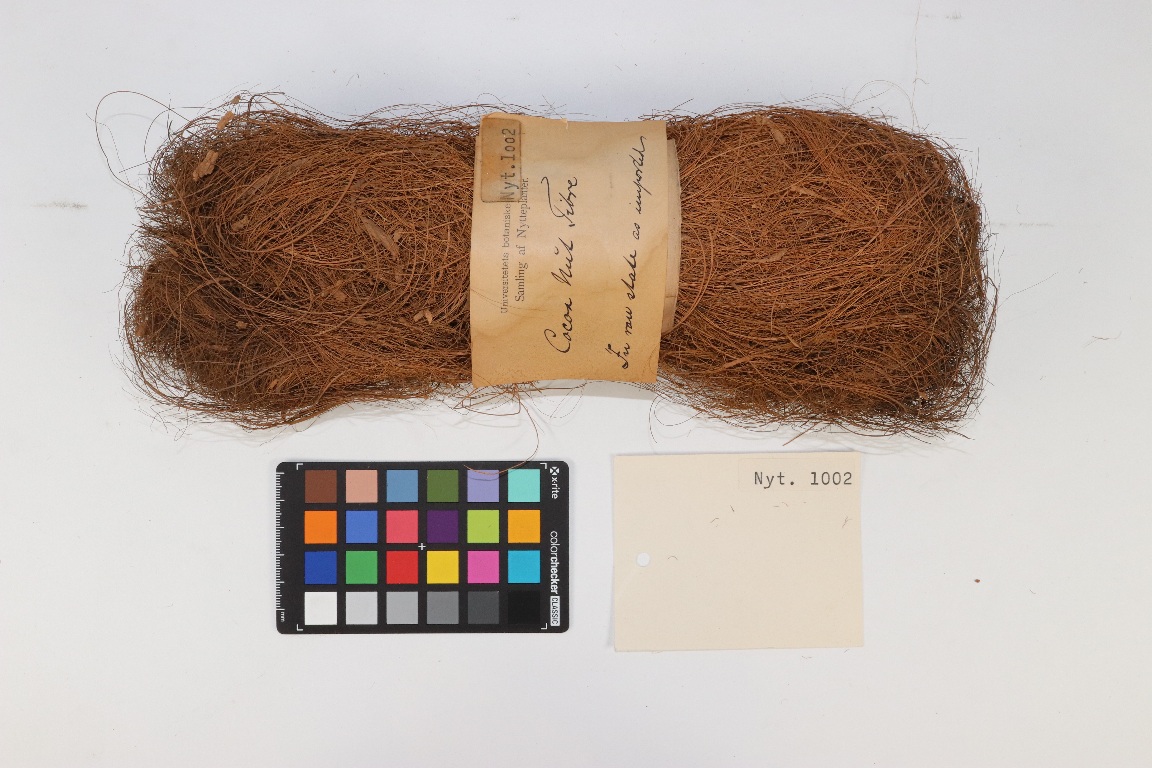 Nyt.1002
Universitetets botaniske
Samling af Nytteplanter.
Cocoa Nut Fibre
In raw state as imported
Nyt. 1002
x-rite
colorchecker
CLASSIC
mm